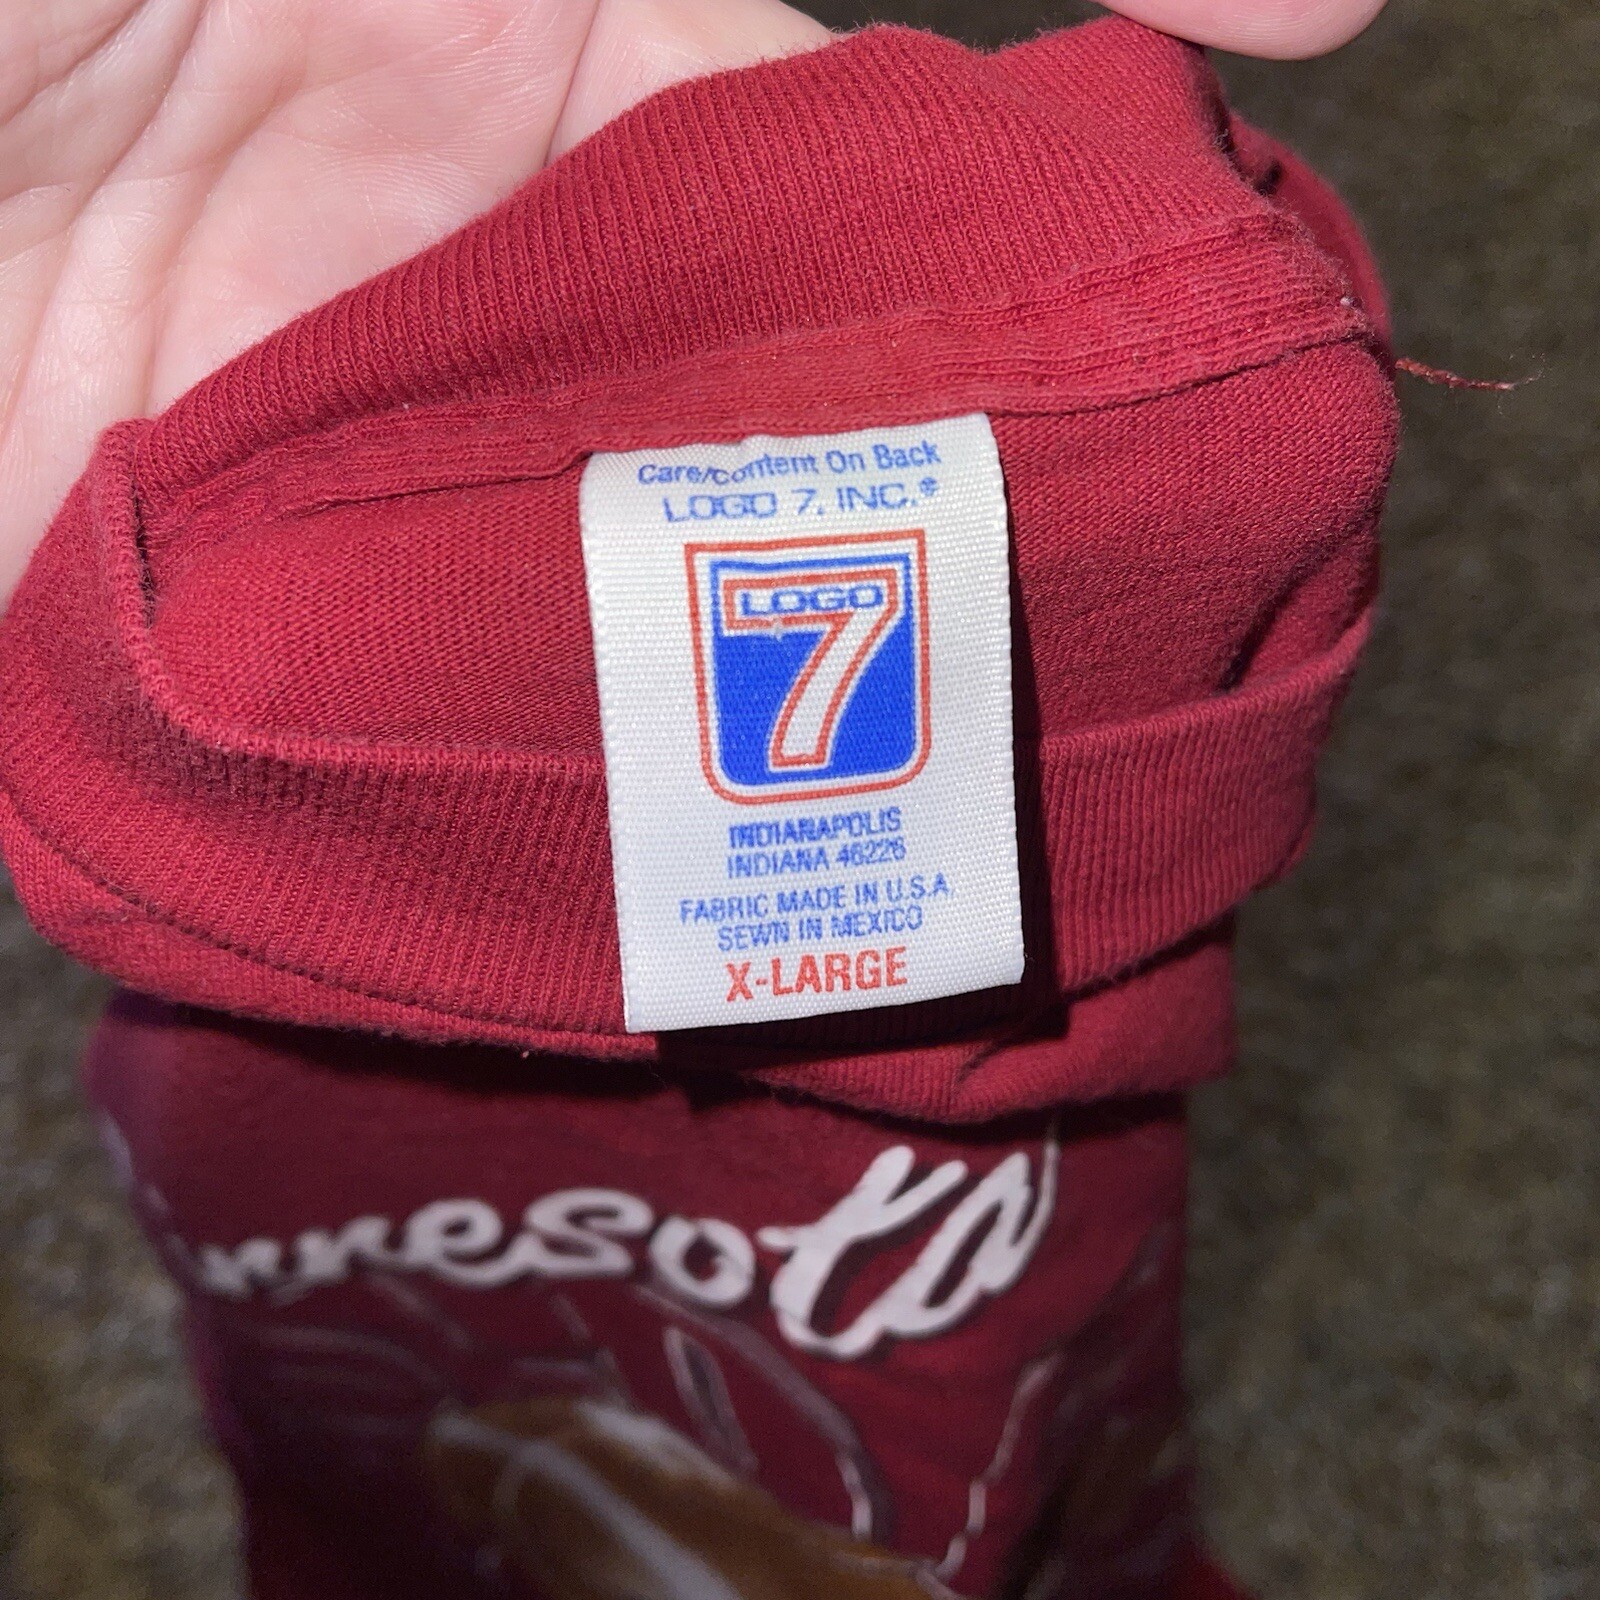 Care/Content On Back
LOGO 7, INC.®
LOGO
7
INDIANAPOLIS
INDIANA 46226
FABRIC MADE IN U.S.A.
SEWN IN MEXICO
X-LARGE
nnesota